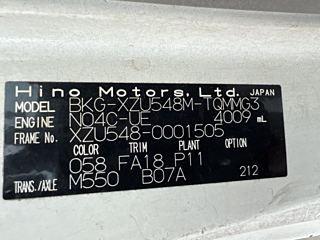 Hino Motors, Ltd. JAPAN
MODEL BKG-XZU548M-TQMMG3
ENGINE N04C-UE 4009 mL
FRAME No. XZU548-0001505
COLOR TRIM PLANT OPTION
058 FA18 P11
TRANS./AXLE M550 B07A 212